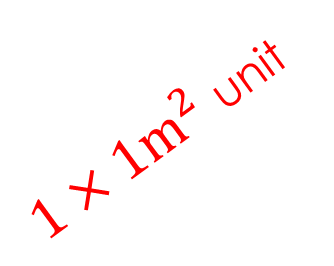 1 × 1m² unit